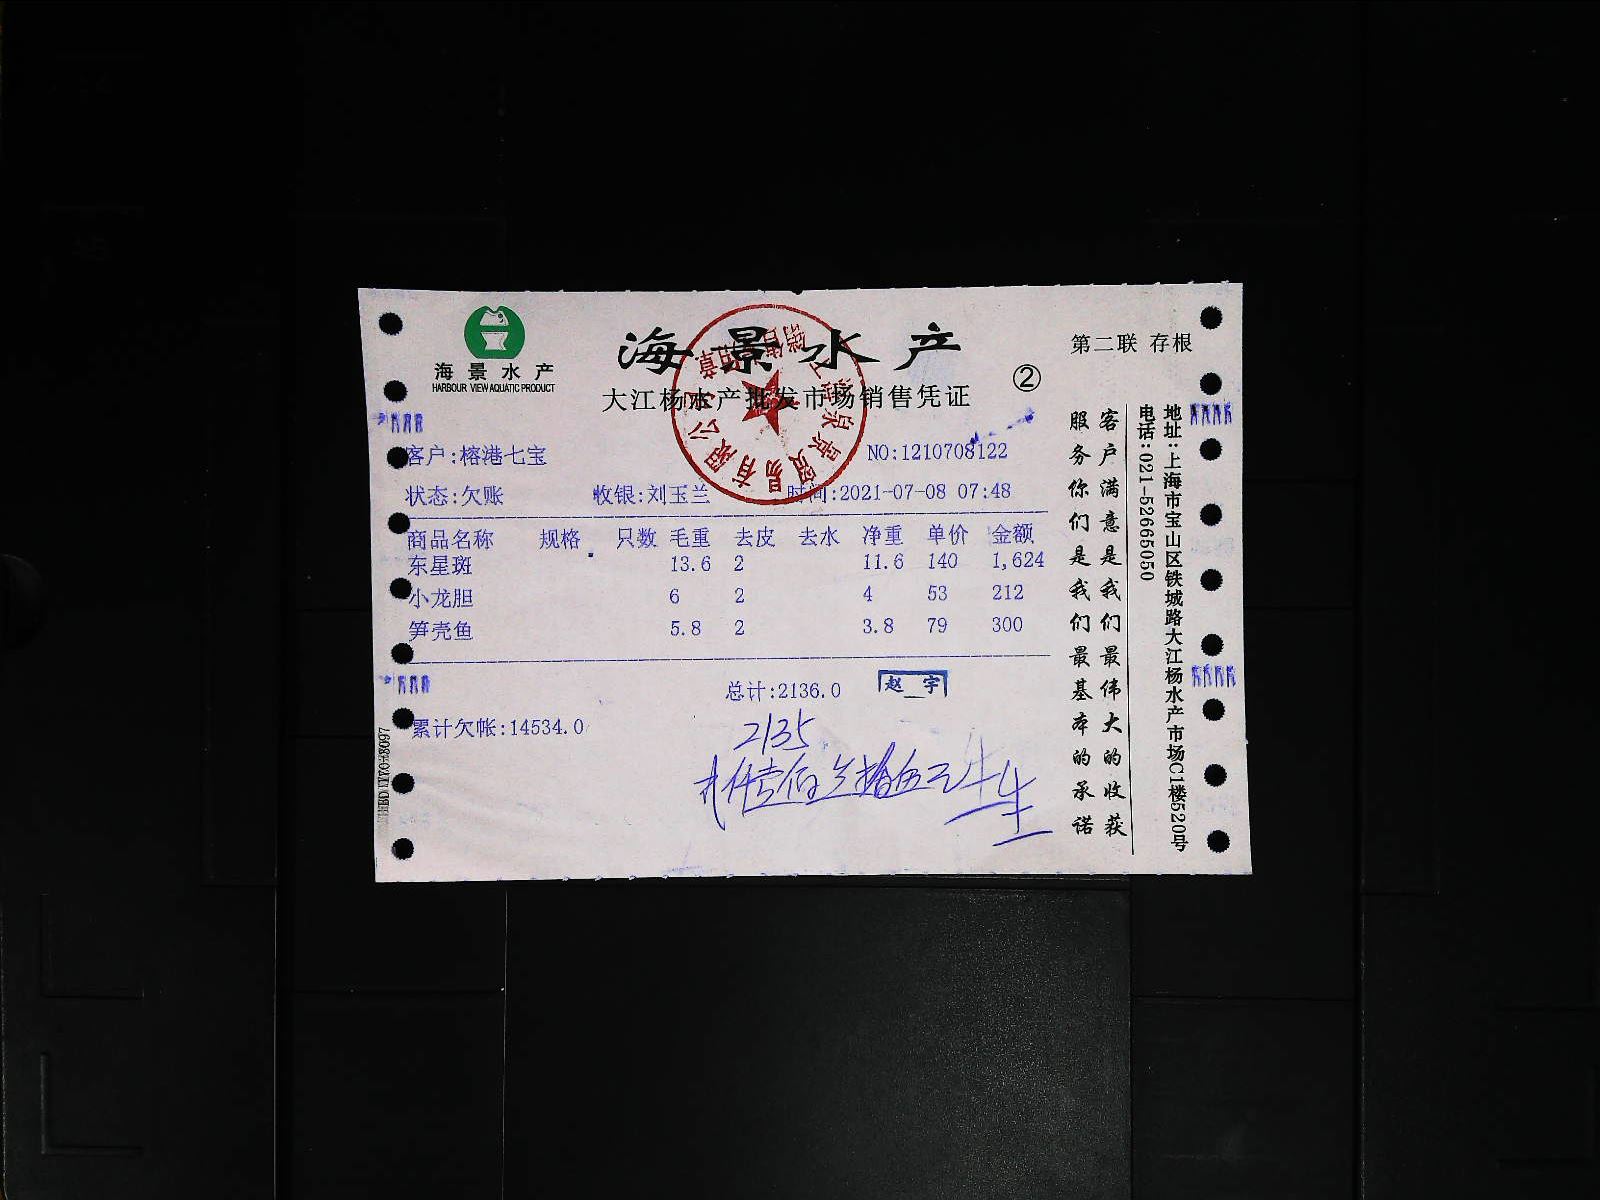 海景水产
HARBOUR VIEW AQUATIC PRODUCT
海景水产
第二联 存根
大江杨水产批发市场销售凭证
②
客户:榕港七宝
NO:1210708122
状态:欠账 收银:刘玉兰 时间:2021-07-08 07:48
商品名称 规格 只数 毛重 去皮 去水 净重 单价 金额
东星斑 13.6 2 11.6 140 1,624
小龙胆 6 2 4 53 212
笋壳鱼 5.8 2 3.8 79 300
总计:2136.0
赵宇
累计欠帐:14534.0
2135
客户满意是我们最伟大的收获
服务你们是我们最基本的承诺
地址:上海市宝山区铁城路大江杨水产市场C1楼520号
电话:021-52665050